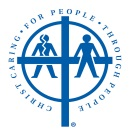 CHRIST CARING • FOR PEOPLE • THROUGH PEOPLE
®